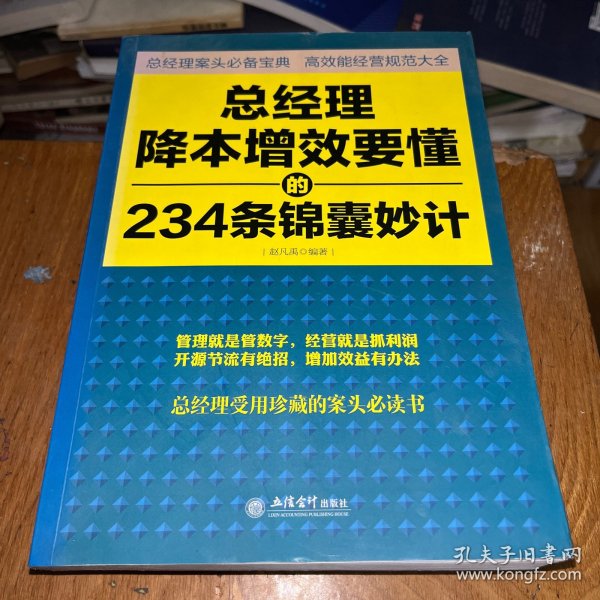 总经理案头必备宝典 高效能经营规范大全
总经理
降本增效要懂
的
234条锦囊妙计
| 赵凡禹◇编著 |
管理就是管数字，经营就是抓利润
开源节流有绝招，增加效益有办法
总经理受用珍藏的案头必读书
立信会计出版社
LIXIN ACCOUNTING PUBLISHING HOUSE
孔夫子旧书网
www.kongfz.com